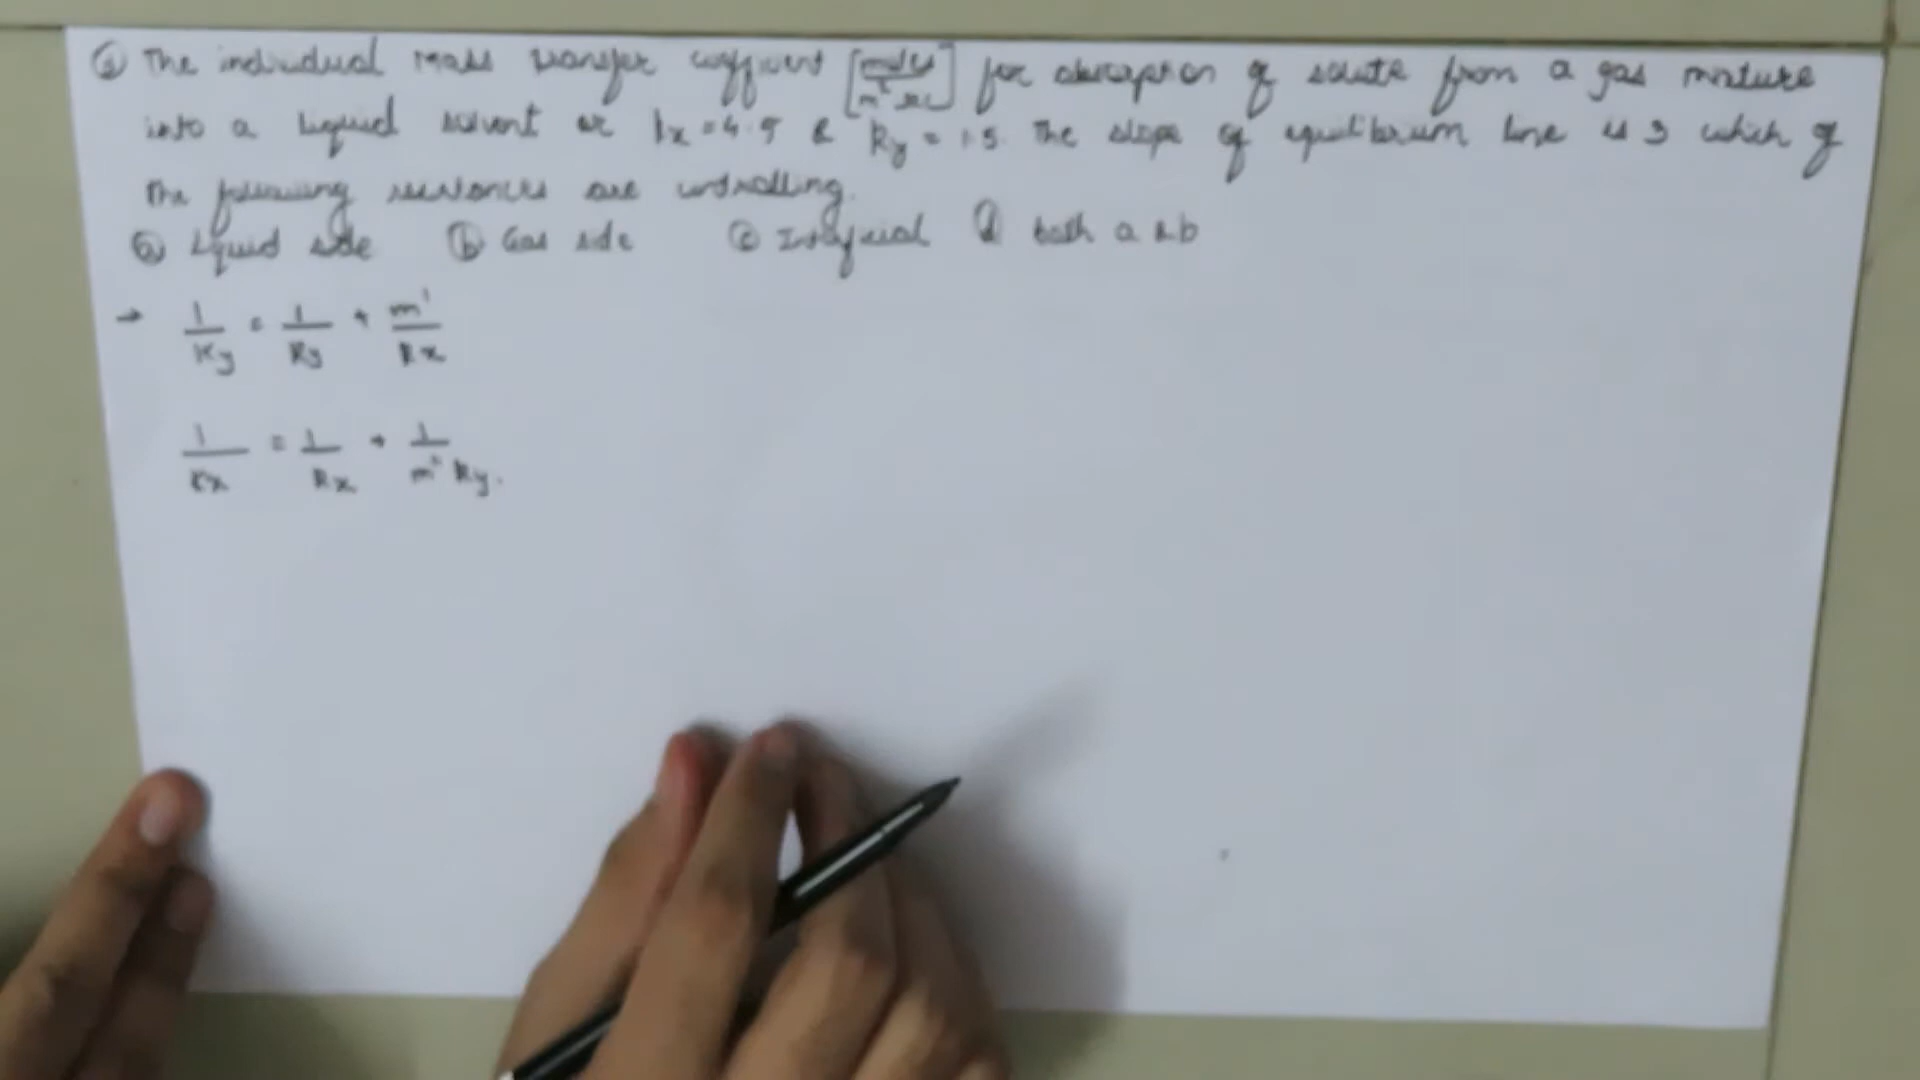 The individual mass transfer coefficient [moles/m² sec] for absorption of solute from a gas mixture
into a liquid solvent are kx = 4.5 & ky = 1.5. The slope of equilibrium line is 3 which of
the following resistances are controlling.
ⓐ Liquid side ⓑ Gas side ⓒ Interfacial ⓓ both a & b
→ 1/Ky = 1/ky + m'/kx
1/Kx = 1/kx + 1/m" ky.